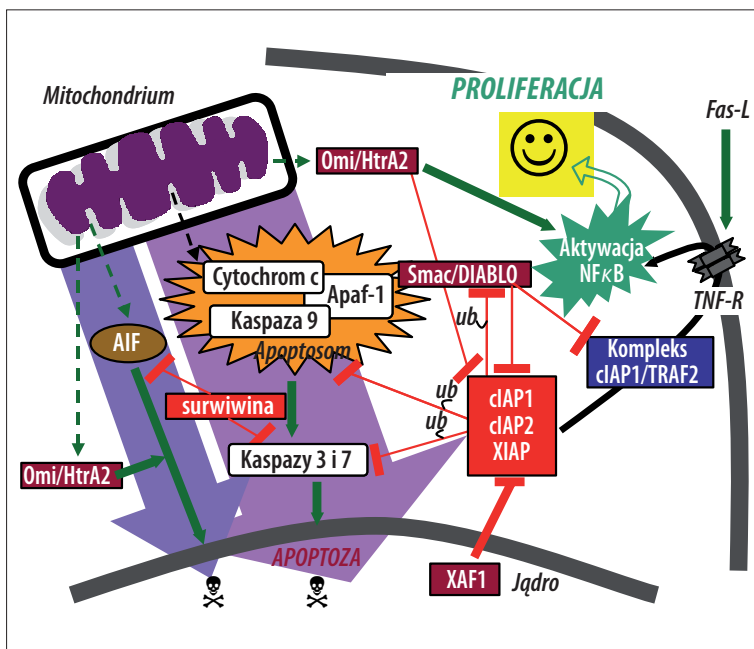 PROLIFERACJA
Mitochondrium
Fas-L
Omi/HtrA2
Aktywacja
NFκB
Cytochrom c
Smac/DIABLO
Apaf-1
TNF-R
Kaspaza 9
ub
AIF
Apoptosom
Kompleks
cIAP1/TRAF2
ub
surwiwina
cIAP1
ub
cIAP2
XIAP
Kaspazy 3 i 7
Omi/HtrA2
APOPTOZA
XAF1
Jądro